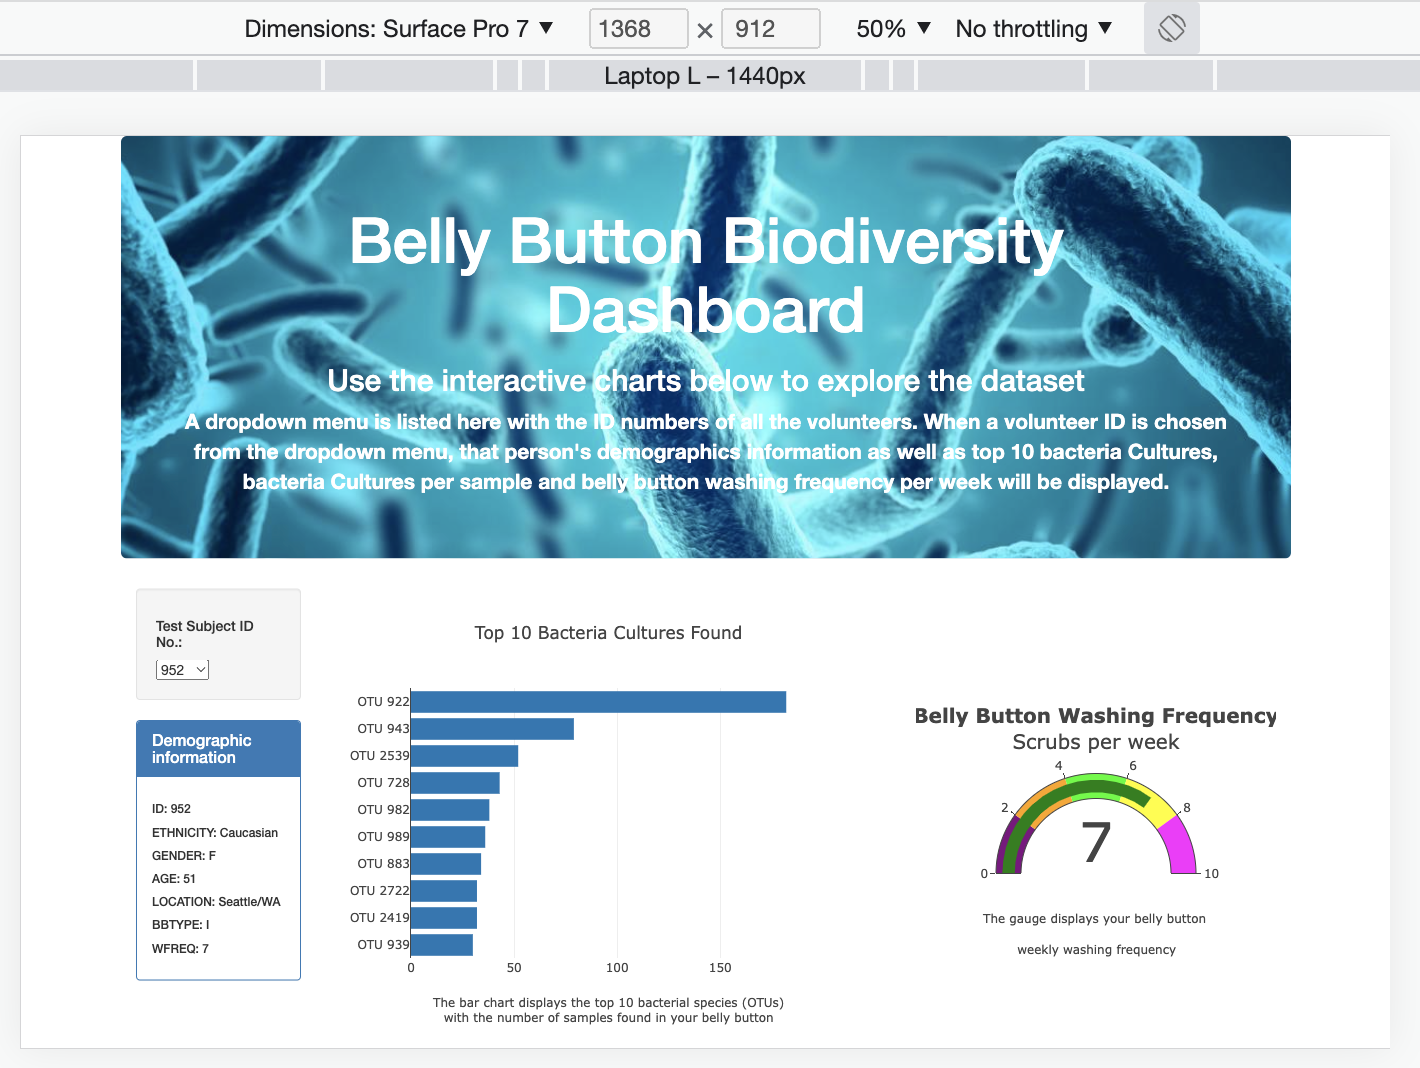 Dimensions: Surface Pro 7 ▼ 1368 × 912 50% ▼ No throttling ▼
Laptop L – 1440px
Belly Button Biodiversity
Dashboard
Use the interactive charts below to explore the dataset
A dropdown menu is listed here with the ID numbers of all the volunteers. When a volunteer ID is chosen
from the dropdown menu, that person's demographics information as well as top 10 bacteria Cultures,
bacteria Cultures per sample and belly button washing frequency per week will be displayed.
Test Subject ID
No.:
952
Demographic
information
ID: 952
ETHNICITY: Caucasian
GENDER: F
AGE: 51
LOCATION: Seattle/WA
BBTYPE: I
WFREQ: 7
Top 10 Bacteria Cultures Found
OTU 922
OTU 943
OTU 2539
OTU 728
OTU 982
OTU 989
OTU 883
OTU 2722
OTU 2419
OTU 939
0 50 100 150
The bar chart displays the top 10 bacterial species (OTUs)
with the number of samples found in your belly button
Belly Button Washing Frequency
Scrubs per week
4 6
2 8
7
0 10
The gauge displays your belly button
weekly washing frequency